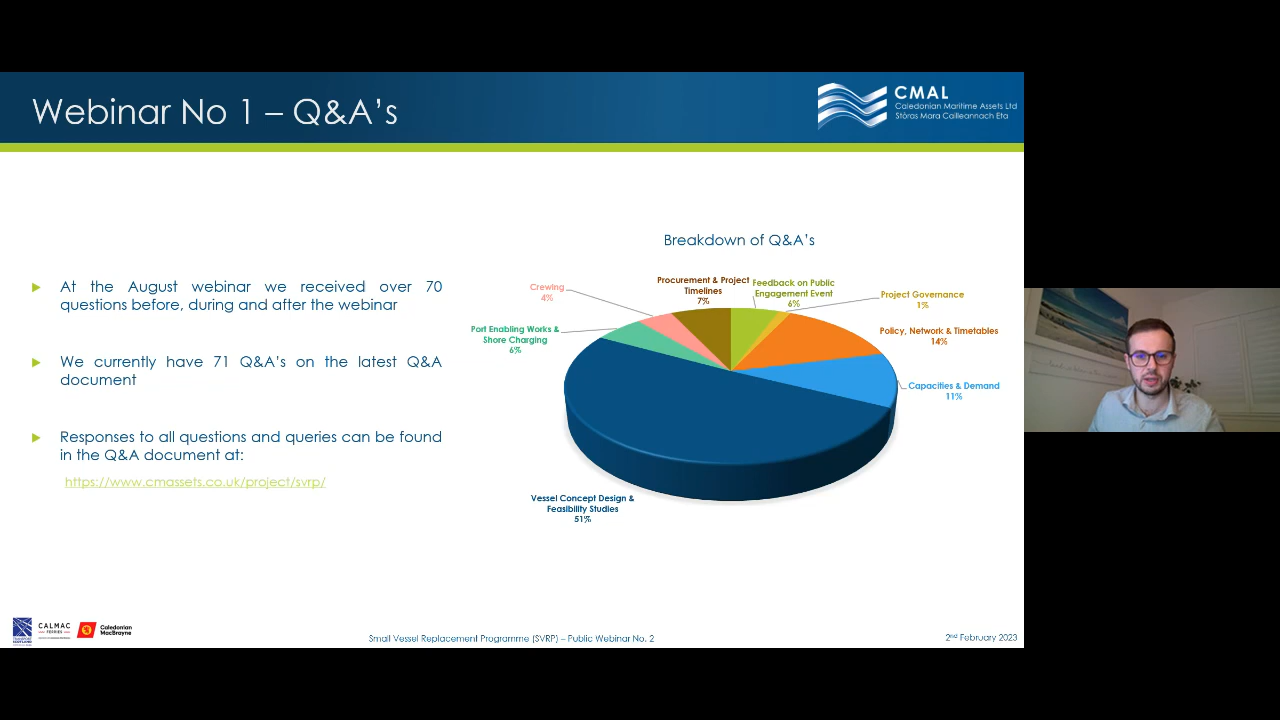 Webinar No 1 – Q&A's
CMAL
Caledonian Maritime Assets Ltd
Stòras Mara Cailleannach Eta
At the August webinar we received over 70
questions before, during and after the webinar
We currently have 71 Q&A's on the latest Q&A
document
Responses to all questions and queries can be found
in the Q&A document at:
https://www.cmassets.co.uk/project/svrp/
Breakdown of Q&A's
Crewing
4%
Procurement & Project
Timelines
7%
Feedback on Public
Engagement Event
6%
Project Governance
1%
Port Enabling Works &
Shore Charging
6%
Policy, Network & Timetables
14%
Capacities & Demand
11%
Vessel Concept Design &
Feasibility Studies
51%
CALMAC
FERRIES
Caledonian
MacBrayne
Small Vessel Replacement Programme (SVRP) – Public Webinar No. 2
2nd February 2023